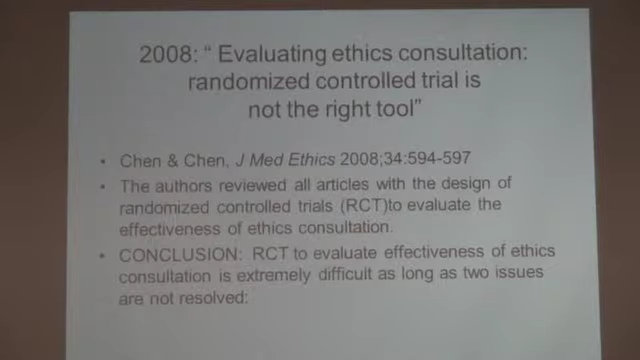 2008: “ Evaluating ethics consultation:
randomized controlled trial is
not the right tool”
• Chen & Chen, J Med Ethics 2008;34:594-597
• The authors reviewed all articles with the design of
randomized controlled trials (RCT)to evaluate the
effectiveness of ethics consultation.
• CONCLUSION: RCT to evaluate effectiveness of ethics
consultation is extremely difficult as long as two issues
are not resolved: